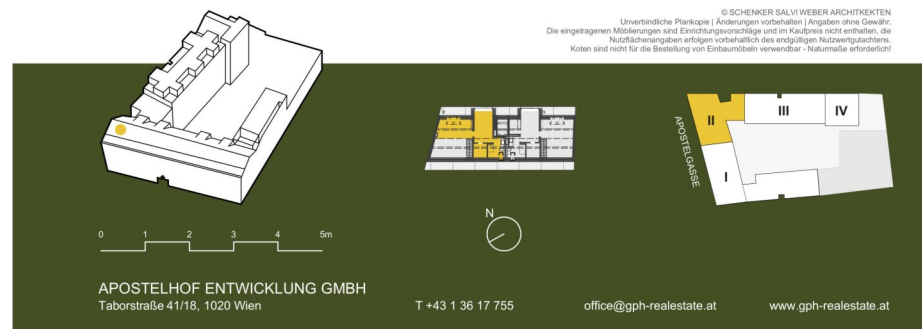 © SCHENKER SALVI WEBER ARCHITKEKTEN
Unverbindliche Plankopie | Änderungen vorbehalten | Angaben ohne Gewähr.
Die eingetragenen Möblierungen sind Einrichtungsvorschläge und im Kaufpreis nicht enthalten, die
Nutzflächenangaben erfolgen vorbehaltlich des endgültigen Nutzwertgutachtens.
Koten sind nicht für die Bestellung von Einbaumöbeln verwendbar - Naturmaße erforderlich!
II
III
IV
APOSTELGASSE
I
N
0 1 2 3 4 5m
APOSTELHOF ENTWICKLUNG GMBH
Taborstraße 41/18, 1020 Wien
T +43 1 36 17 755
office@gph-realestate.at
www.gph-realestate.at